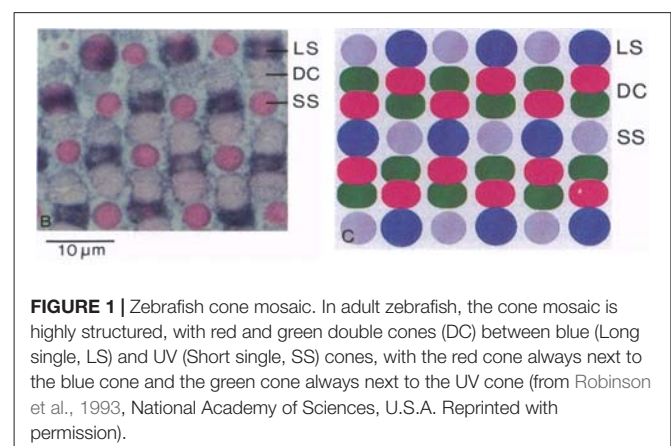 LS
DC
SS
B
10 µm
LS
DC
SS
C
FIGURE 1 | Zebrafish cone mosaic. In adult zebrafish, the cone mosaic is
highly structured, with red and green double cones (DC) between blue (Long
single, LS) and UV (Short single, SS) cones, with the red cone always next to
the blue cone and the green cone always next to the UV cone (from Robinson
et al., 1993, National Academy of Sciences, U.S.A. Reprinted with
permission).